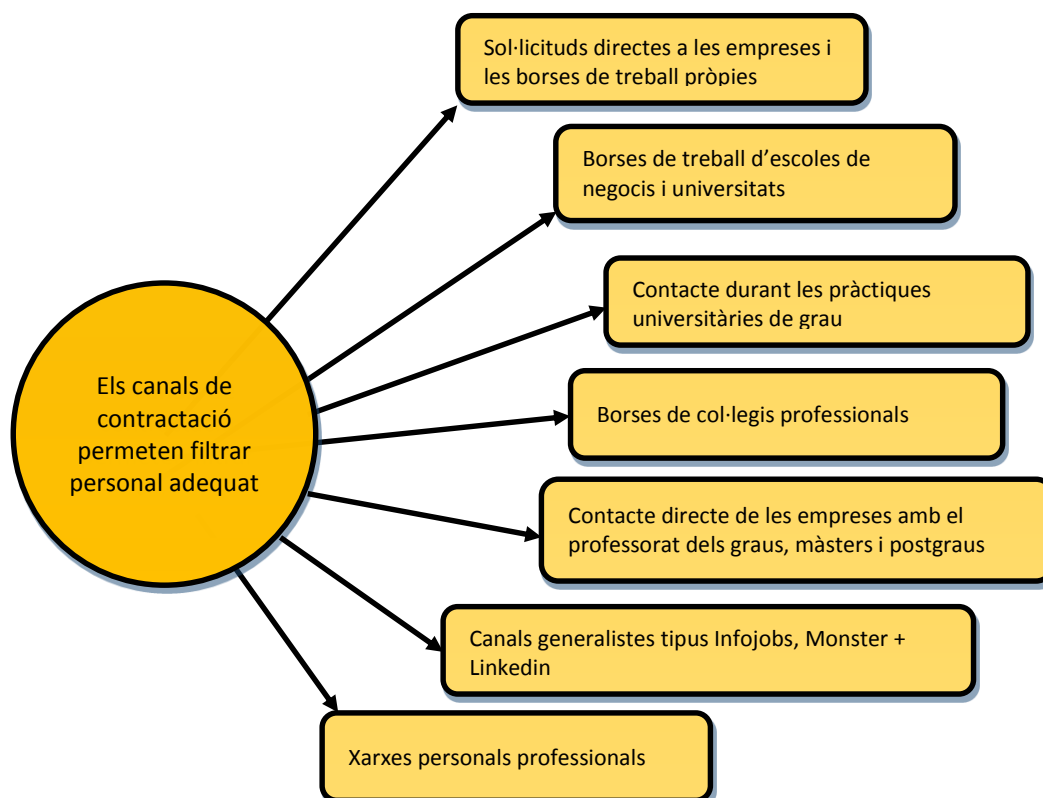 Sol·licituds directes a les empreses i
les borses de treball pròpies
Borses de treball d'escoles de
negocis i universitats
Contacte durant les pràctiques
universitàries de grau
Els canals de
contractació
permeten filtrar
personal adequat
Borses de col·legis professionals
Contacte directe de les empreses amb el
professorat dels graus, màsters i postgraus
Canals generalistes tipus Infojobs, Monster +
Linkedin
Xarxes personals professionals